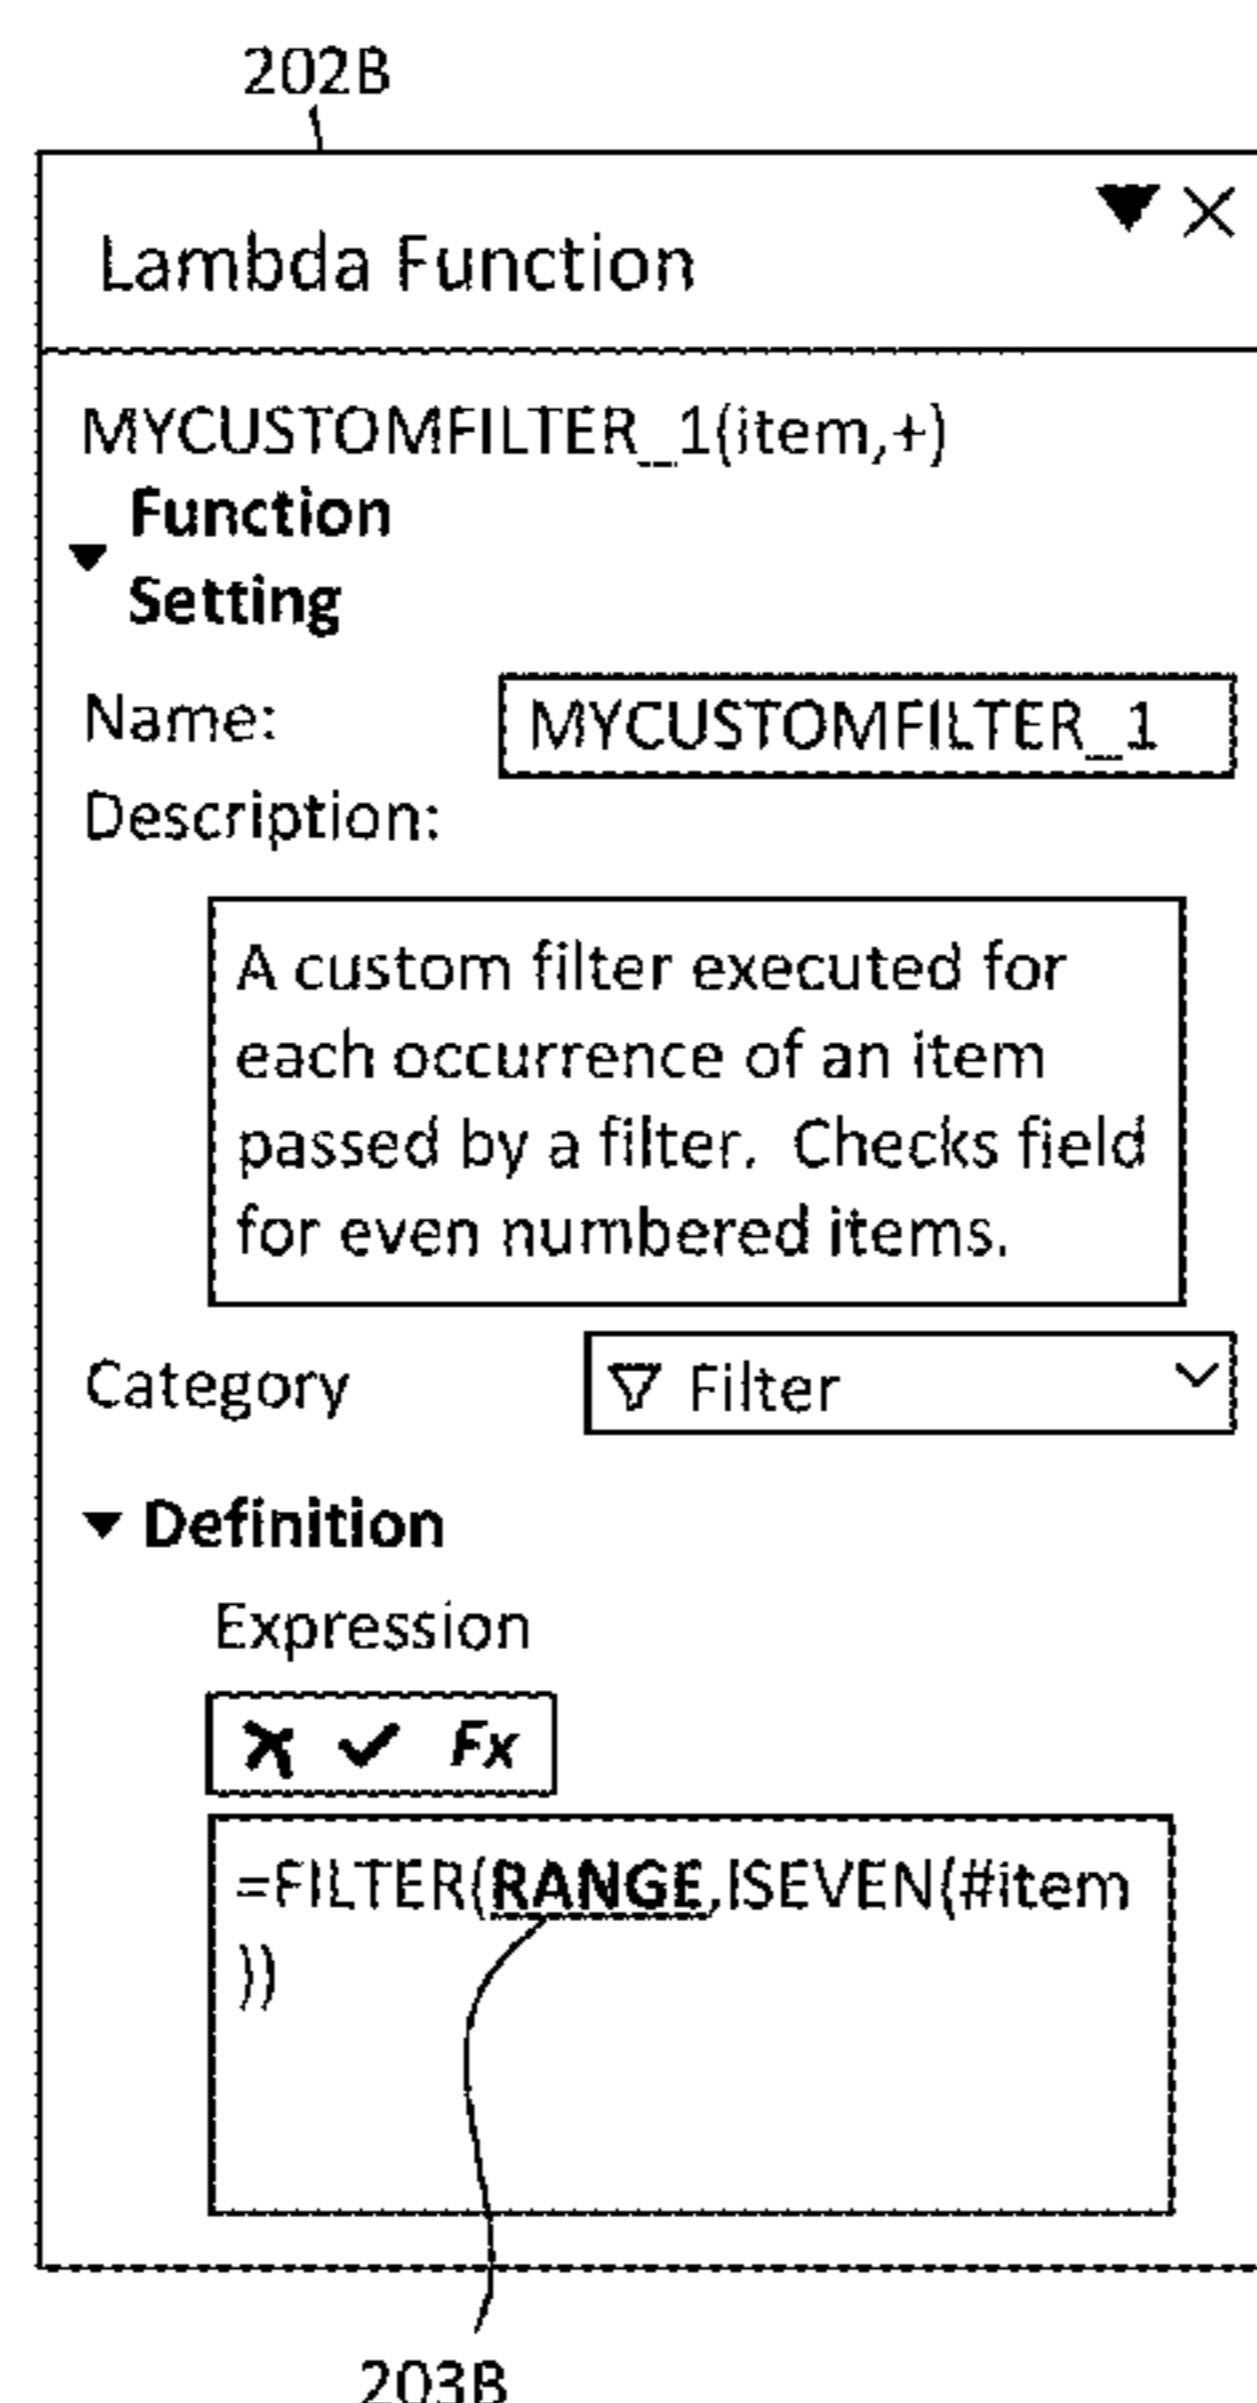 202B
Lambda Function
MYCUSTOMFILTER_1(item,+)
Function
Setting
Name: MYCUSTOMFILTER_1
Description:
A custom filter executed for
each occurrence of an item
passed by a filter. Checks field
for even numbered items.
Category Filter
Definition
Expression
Fx
=FILTER(RANGE,ISEVEN(#item
))
203B